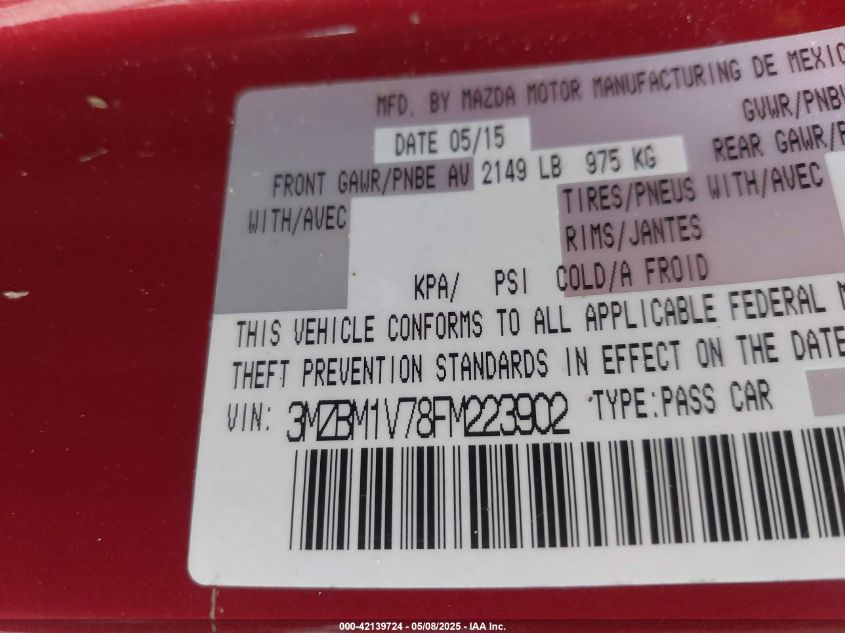 MFD. BY MAZDA MOTOR MANUFACTURING DE MEXIC
DATE 05/15 GVWR/PNBV
FRONT GAWR/PNBE AV 2149 LB 975 KG REAR GAWR/P
WITH/AVEC TIRES/PNEUS WITH/AVEC
RIMS/JANTES
KPA/ PSI COLD/A FROID
THIS VEHICLE CONFORMS TO ALL APPLICABLE FEDERAL M
THEFT PREVENTION STANDARDS IN EFFECT ON THE DATE
VIN: 3MZBM1V78FM223902 TYPE:PASS CAR
000-42139724 | 05/08/2025 - IAA Inc.